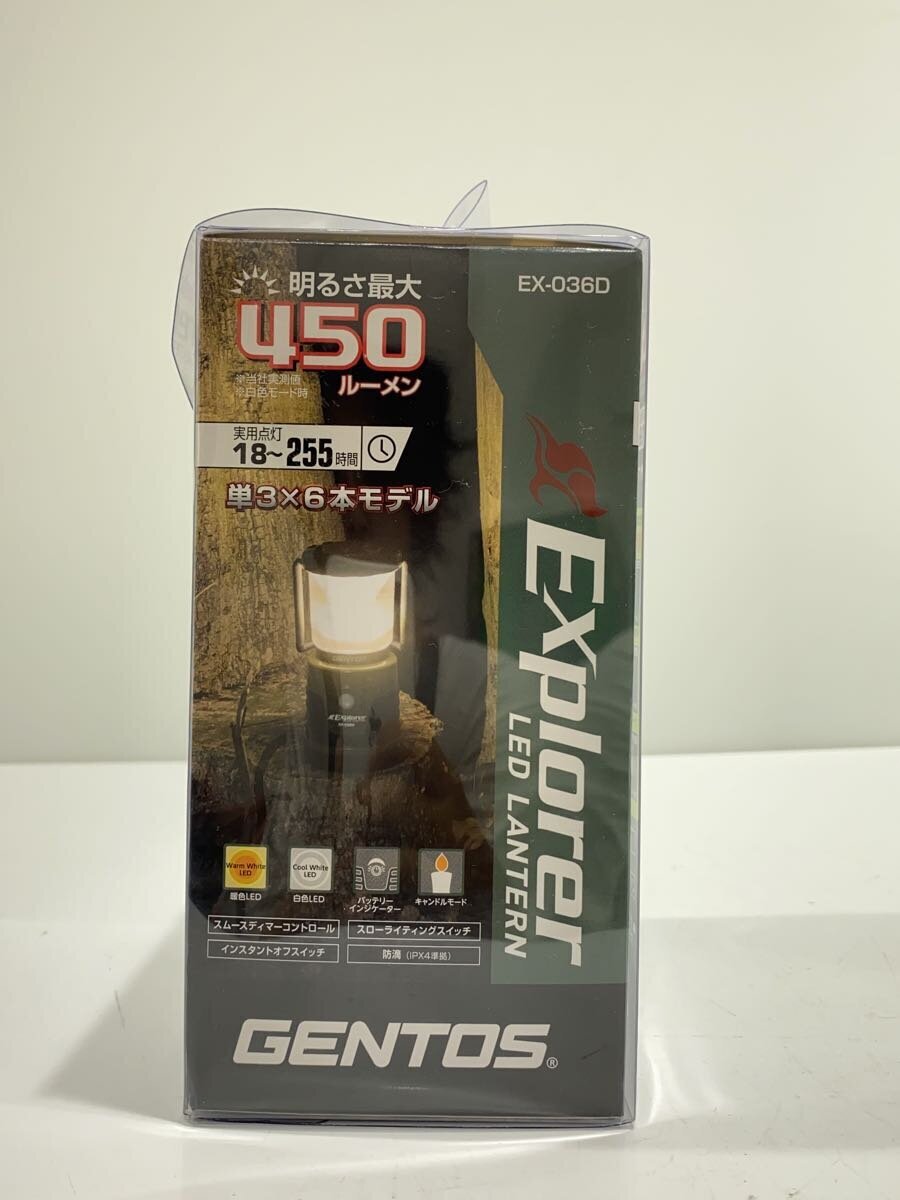 明るさ最大
450
※当社実測値
※白色モード時
ルーメン
実用点灯
18〜255時間
単3×6本モデル
EX-036D
Explorer
LED LANTERN
GENTOS
Explorer
Warm White
LED
暖色LED
Cool White
LED
白色LED
バッテリー
インジケーター
キャンドルモード
スムースディマーコントロール
スローライティングスイッチ
インスタントオフスイッチ
防滴（IPX4準拠）
GENTOS®